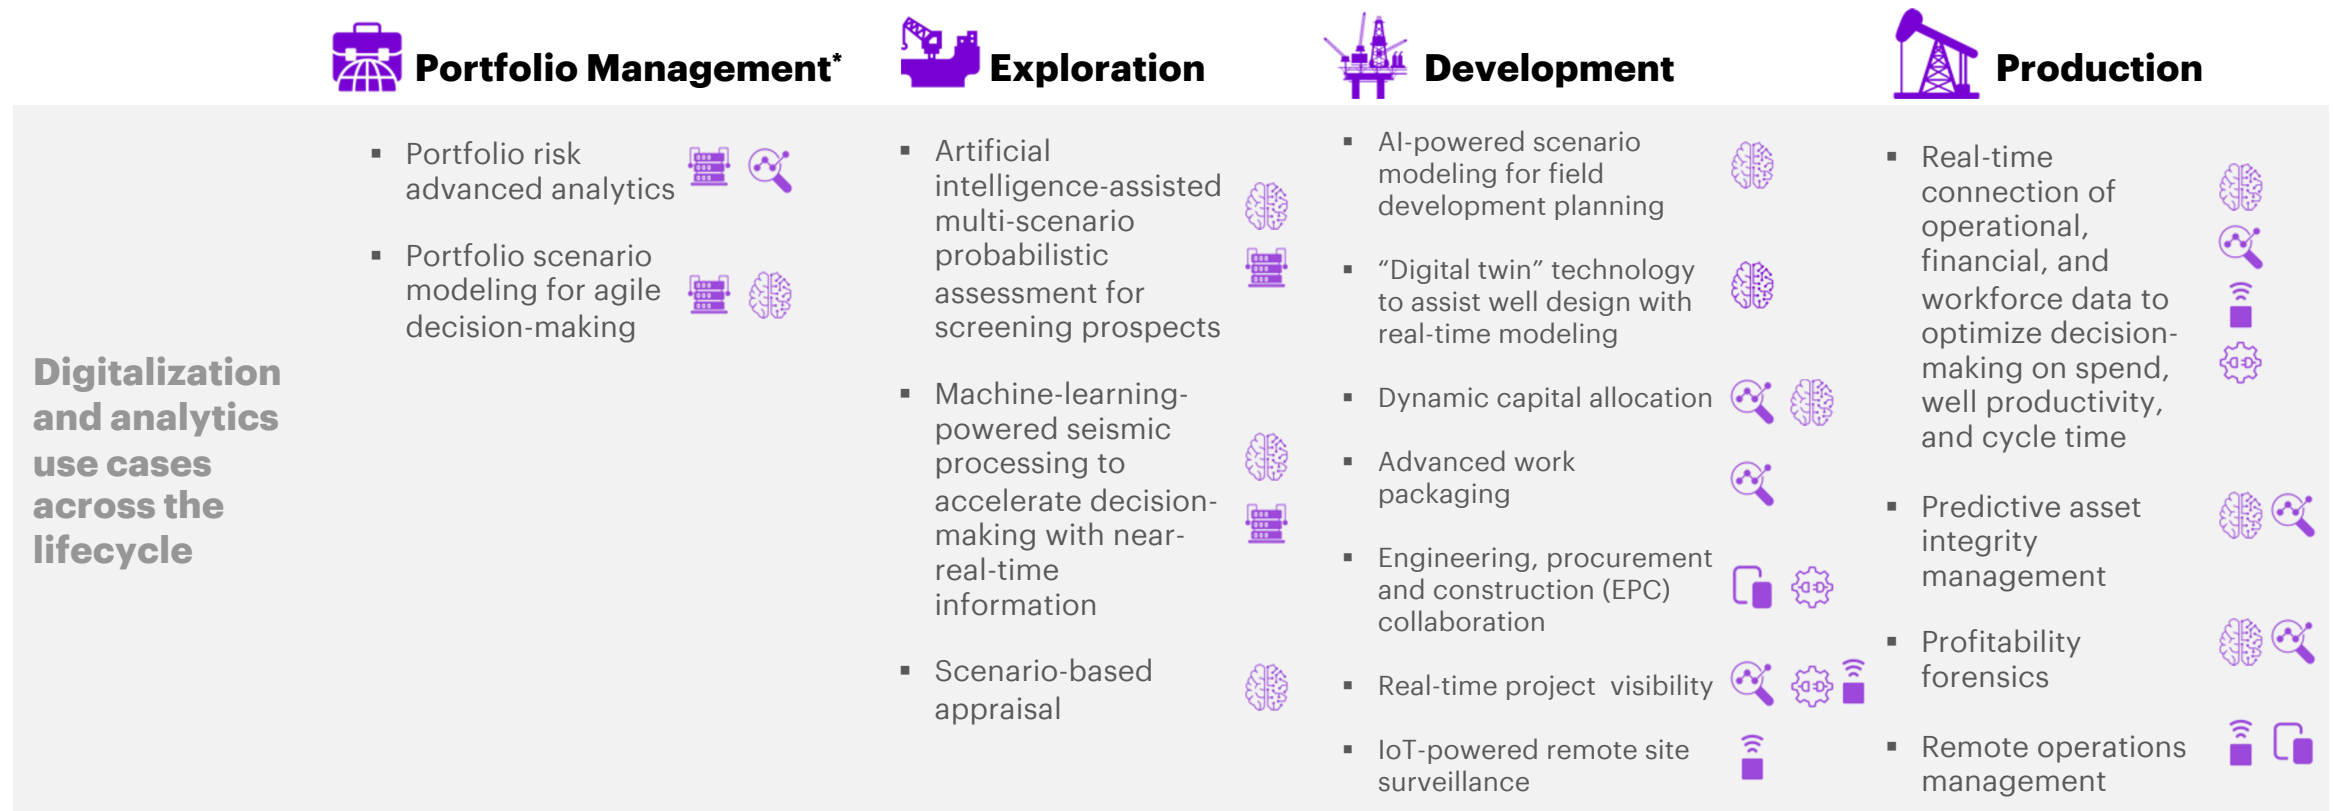 Portfolio Management*
Exploration
Development
Production
Digitalization
and analytics
use cases
across the
lifecycle
▪ Portfolio risk
advanced analytics
▪ Portfolio scenario
modeling for agile
decision-making
▪ Artificial
intelligence-assisted
multi-scenario
probabilistic
assessment for
screening prospects
▪ Machine-learning-
powered seismic
processing to
accelerate decision-
making with near-
real-time
information
▪ Scenario-based
appraisal
▪ AI-powered scenario
modeling for field
development planning
▪ “Digital twin” technology
to assist well design with
real-time modeling
▪ Dynamic capital allocation
▪ Advanced work
packaging
▪ Engineering, procurement
and construction (EPC)
collaboration
▪ Real-time project visibility
▪ IoT-powered remote site
surveillance
▪ Real-time
connection of
operational,
financial, and
workforce data to
optimize decision-
making on spend,
well productivity,
and cycle time
▪ Predictive asset
integrity
management
▪ Profitability
forensics
▪ Remote operations
management